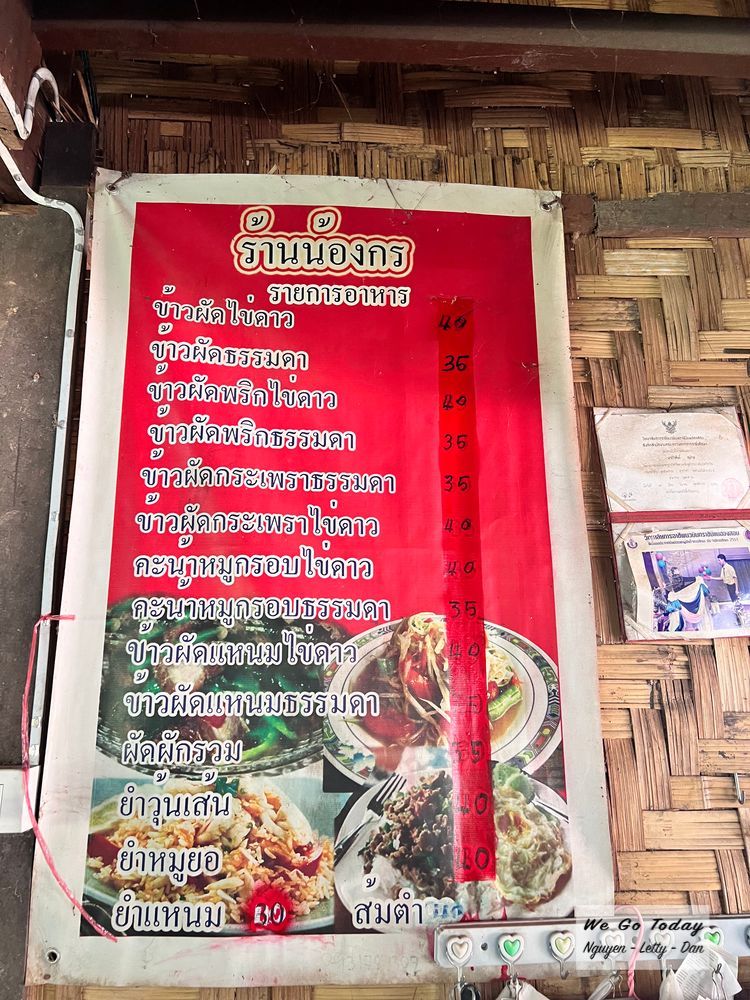 ร้านน้องกร
รายการอาหาร
ข้าวผัดไข่ดาว 40
ข้าวผัดธรรมดา 35
ข้าวผัดพริกไข่ดาว 40
ข้าวผัดพริกธรรมดา 35
ข้าวผัดกระเพราธรรมดา 35
ข้าวผัดกระเพราไข่ดาว 40
คะน้าหมูกรอบไข่ดาว 40
คะน้าหมูกรอบธรรมดา 35
ข้าวผัดแหนมไข่ดาว 40
ข้าวผัดแหนมธรรมดา
ผัดผักรวม
ยำวุ้นเส้น 40
ยำหมูยอ 40
ยำแหนม 40 ส้มตำ
We Go Today
Nguyen - Letty - Dan